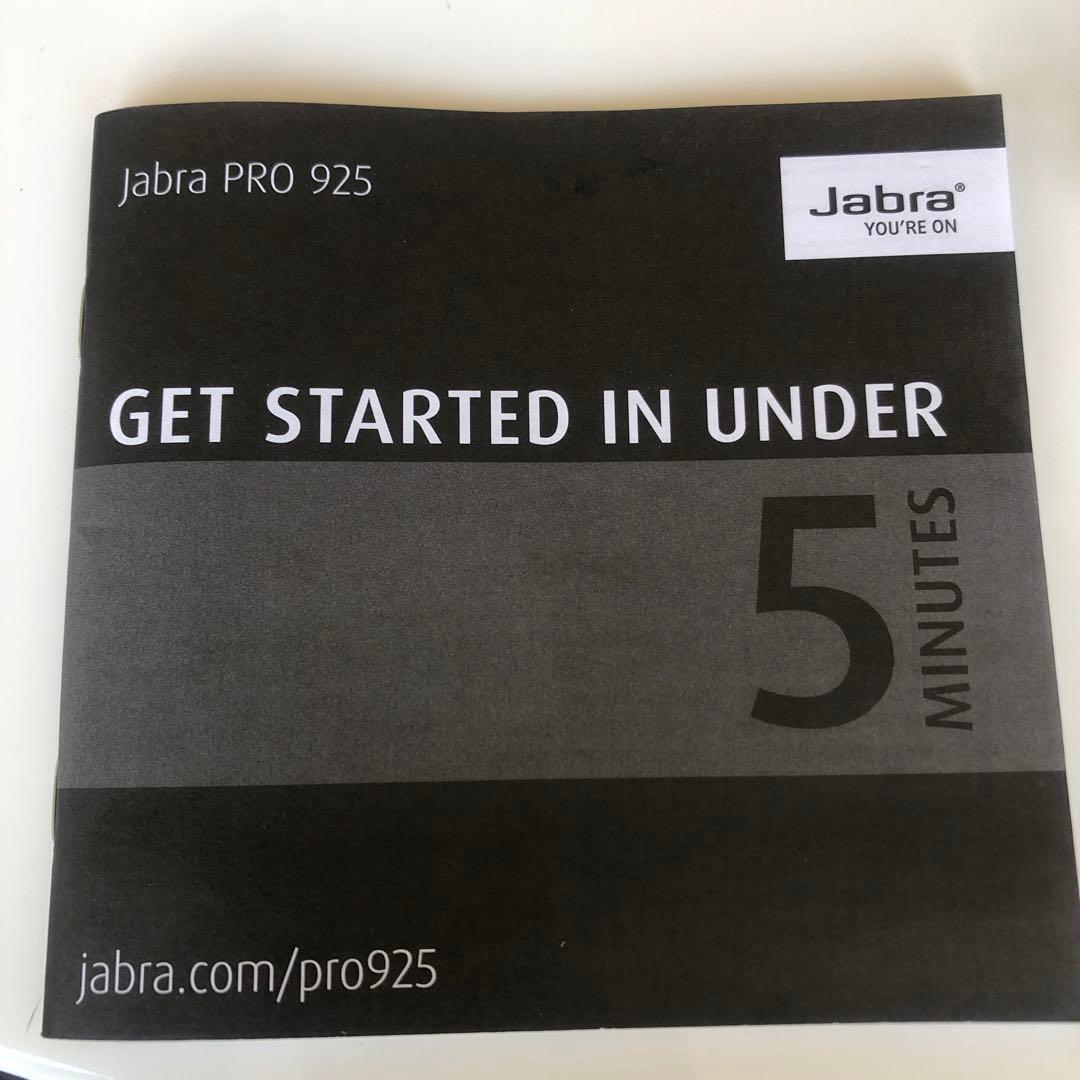 Jabra PRO 925
Jabra®
YOU'RE ON
GET STARTED IN UNDER
5
MINUTES
jabra.com/pro925